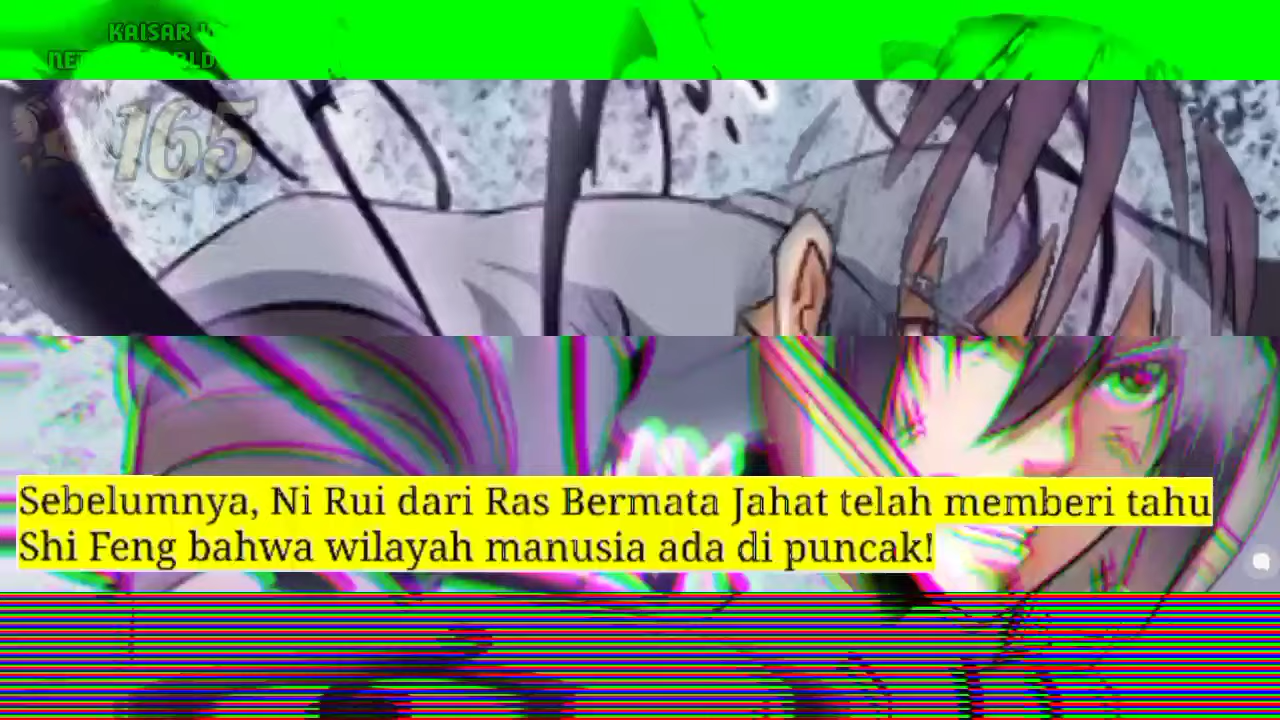 KAISAR
165
Sebelumnya, Ni Rui dari Ras Bermata Jahat telah memberi tahu
Shi Feng bahwa wilayah manusia ada di puncak!